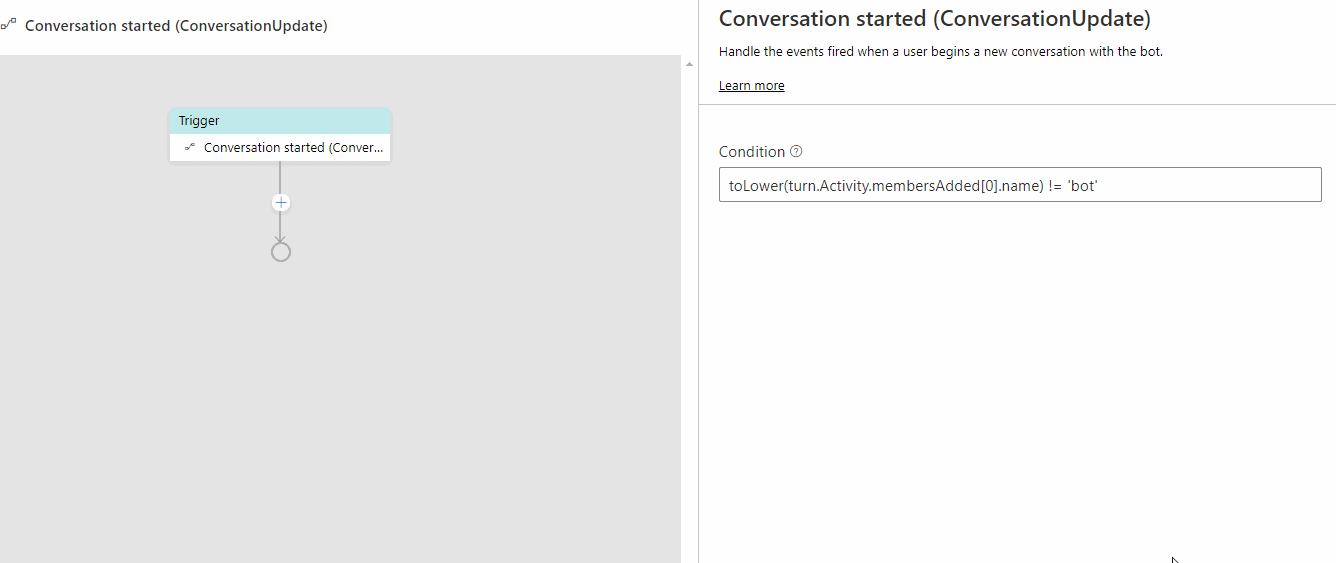 Conversation started (ConversationUpdate)
Trigger
Conversation started (Conver...
Conversation started (ConversationUpdate)
Handle the events fired when a user begins a new conversation with the bot.
Learn more
Condition
toLower(turn.Activity.membersAdded[0].name) != 'bot'